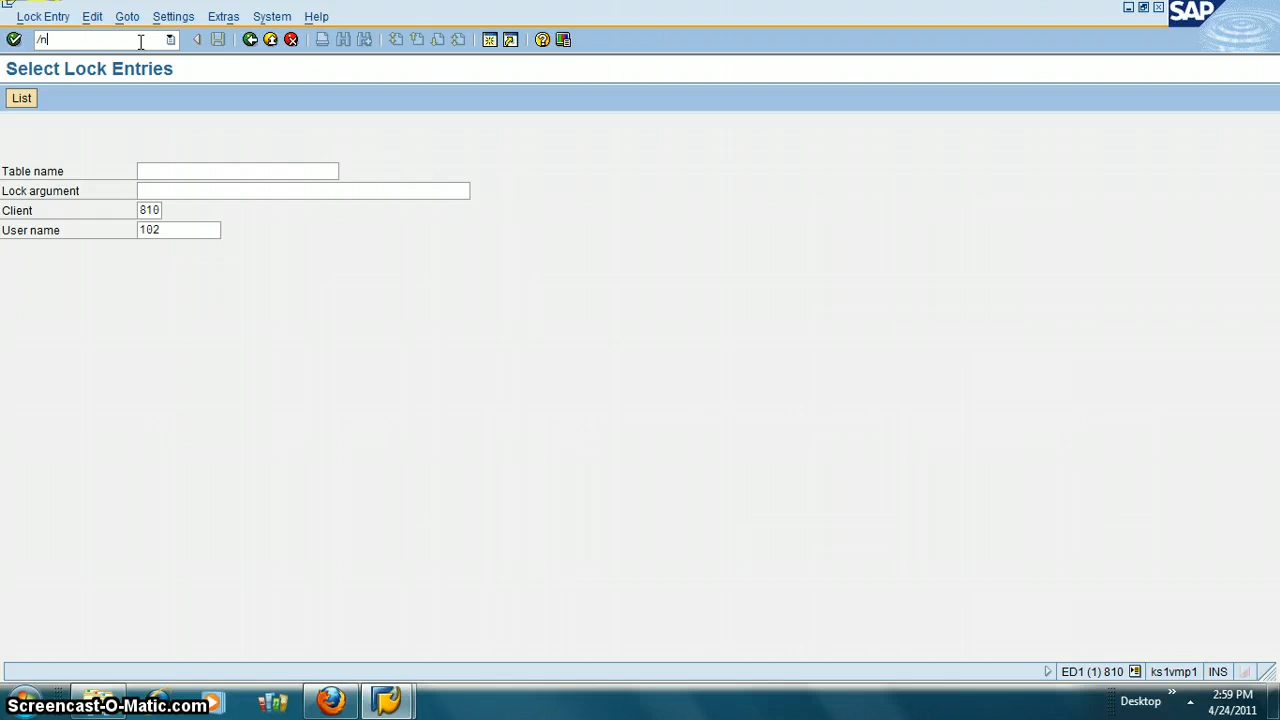 Lock Entry Edit Goto Settings Extras System Help
SAP
/n
Select Lock Entries
List
Table name
Lock argument
Client 810
User name 102
ED1 (1) 810 ks1vmp1 INS
Screencast-O-Matic.com
Desktop
2:59 PM
4/24/2011